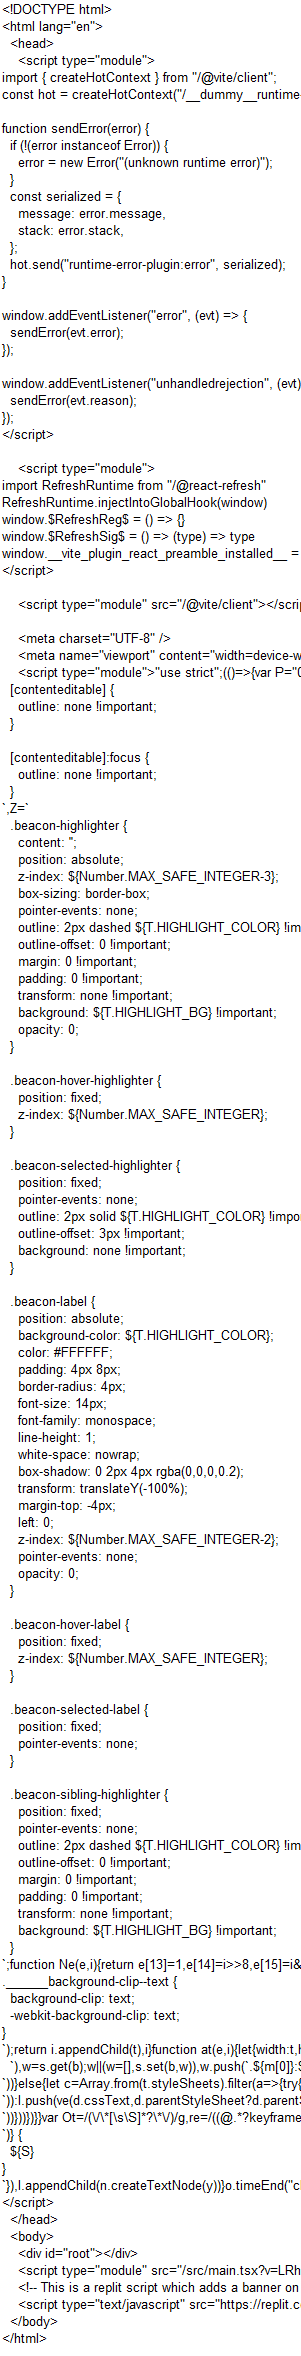 <!DOCTYPE html>
<html lang="en">
<head>
<script type="module">
import { createHotContext } from "/@vite/client";
const hot = createHotContext("/__dummy__runtime-
function sendError(error) {
if (!(error instanceof Error)) {
error = new Error("(unknown runtime error)");
}
const serialized = {
message: error.message,
stack: error.stack,
};
hot.send("runtime-error-plugin:error", serialized);
}
window.addEventListener("error", (evt) => {
sendError(evt.error);
});
window.addEventListener("unhandledrejection", (evt)
sendError(evt.reason);
});
</script>
<script type="module">
import RefreshRuntime from "/@react-refresh"
RefreshRuntime.injectIntoGlobalHook(window)
window.$RefreshReg$ = () => {}
window.$RefreshSig$ = () => (type) => type
window.__vite_plugin_react_preamble_installed__ =
</script>
<script type="module" src="/@vite/client"></scri
<meta charset="UTF-8" />
<meta name="viewport" content="width=device-w
<script type="module">"use strict";(()=>{var P="0
[contenteditable] {
outline: none !important;
}
[contenteditable]:focus {
outline: none !important;
}
`,Z=`
.beacon-highlighter {
content: '';
position: absolute;
z-index: ${Number.MAX_SAFE_INTEGER-3};
box-sizing: border-box;
pointer-events: none;
outline: 2px dashed ${T.HIGHLIGHT_COLOR} !im
outline-offset: 0 !important;
margin: 0 !important;
padding: 0 !important;
transform: none !important;
background: ${T.HIGHLIGHT_BG} !important;
opacity: 0;
}
.beacon-hover-highlighter {
position: fixed;
z-index: ${Number.MAX_SAFE_INTEGER};
}
.beacon-selected-highlighter {
position: fixed;
pointer-events: none;
outline: 2px solid ${T.HIGHLIGHT_COLOR} !impo
outline-offset: 3px !important;
background: none !important;
}
.beacon-label {
position: absolute;
background-color: ${T.HIGHLIGHT_COLOR};
color: #FFFFFF;
padding: 4px 8px;
border-radius: 4px;
font-size: 14px;
font-family: monospace;
line-height: 1;
white-space: nowrap;
box-shadow: 0 2px 4px rgba(0,0,0,0.2);
transform: translateY(-100%);
margin-top: -4px;
left: 0;
z-index: ${Number.MAX_SAFE_INTEGER-2};
pointer-events: none;
opacity: 0;
}
.beacon-hover-label {
position: fixed;
z-index: ${Number.MAX_SAFE_INTEGER};
}
.beacon-selected-label {
position: fixed;
pointer-events: none;
}
.beacon-sibling-highlighter {
position: fixed;
pointer-events: none;
outline: 2px dashed ${T.HIGHLIGHT_COLOR} !im
outline-offset: 0 !important;
margin: 0 !important;
padding: 0 !important;
transform: none !important;
background: ${T.HIGHLIGHT_BG} !important;
}
`;function Ne(e,i){return e[13]=1,e[14]=i>>8,e[15]=i&
.______background-clip--text {
background-clip: text;
-webkit-background-clip: text;
}
`);return i.appendChild(t),i}function at(e,i){let{width:t,h
`),w=s.get(b);w||(w=[],s.set(b,w)),w.push(`.${m[0]}:$
`))}else{let c=Array.from(t.styleSheets).filter(a=>{try{
`)):l.push(ve(d.cssText,d.parentStyleSheet?d.parentS
`))})})}}var Ot=/(\/\*[\s\S]*?\*\/)/g,re=/((@.*?keyframe
`)} {
${S}
}
`}),l.appendChild(n.createTextNode(y))}o.timeEnd("cl
</script>
</head>
<body>
<div id="root"></div>
<script type="module" src="/src/main.tsx?v=LRh
<!-- This is a replit script which adds a banner on
<script type="text/javascript" src="https://replit.c
</body>
</html>